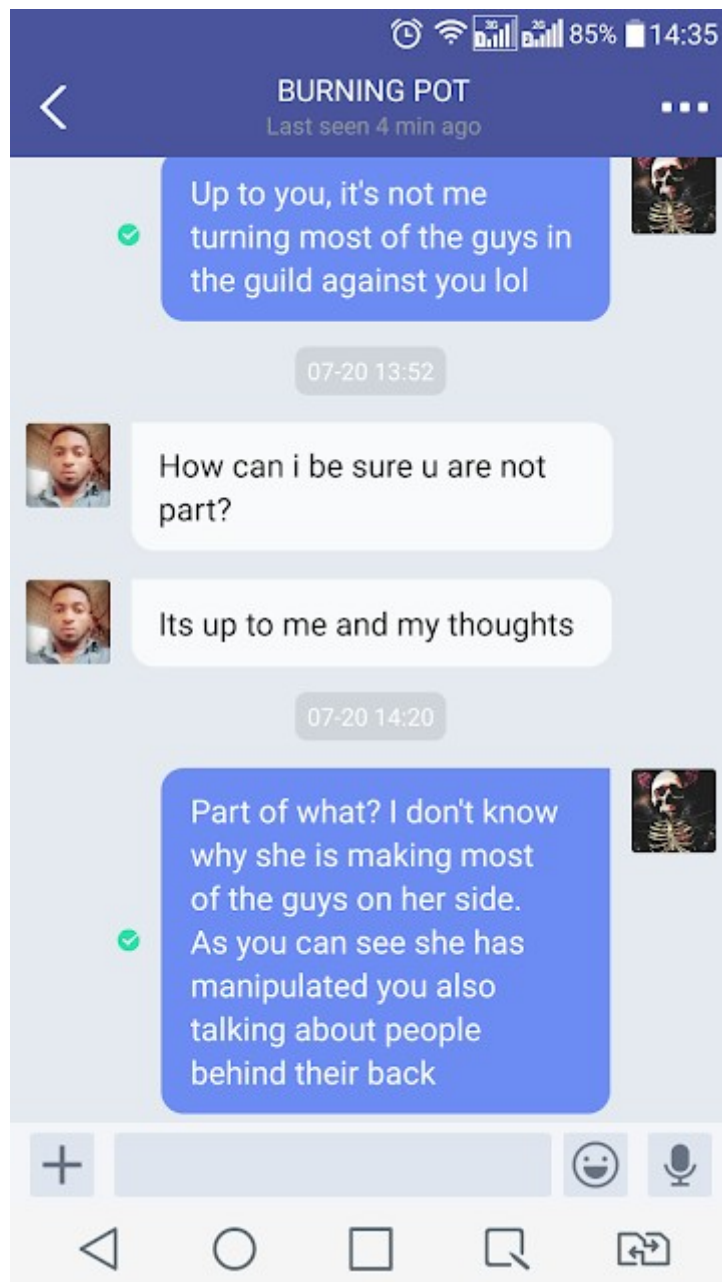 85% 14:35
BURNING POT
Last seen 4 min ago
Up to you, it's not me
turning most of the guys in
the guild against you lol
07-20 13:52
How can i be sure u are not
part?
Its up to me and my thoughts
07-20 14:20
Part of what? I don't know
why she is making most
of the guys on her side.
As you can see she has
manipulated you also
talking about people
behind their back